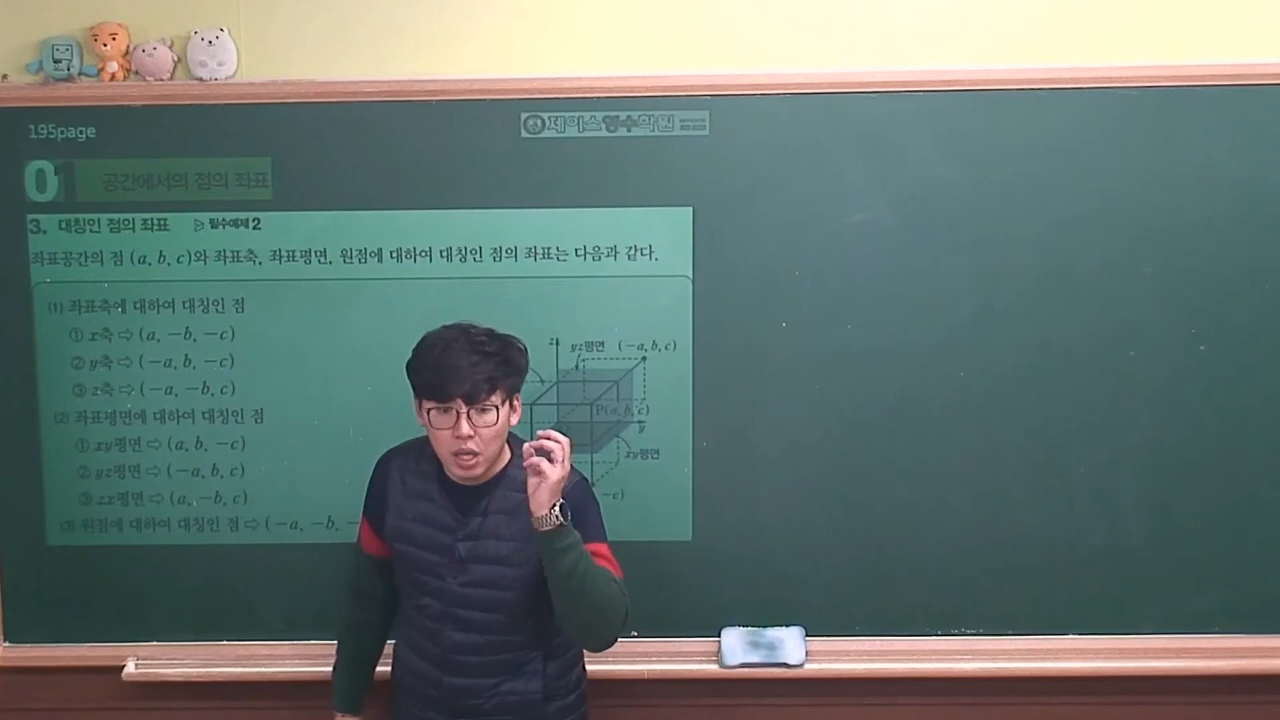 195page
제이스영수학원
01 공간에서의 점의 좌표
3. 대칭인 점의 좌표 ▷ 필수예제 2
좌표공간의 점 (a, b, c)와 좌표축, 좌표평면, 원점에 대하여 대칭인 점의 좌표는 다음과 같다.
(1) 좌표축에 대하여 대칭인 점
① x축 ⇨ (a, −b, −c)
② y축 ⇨ (−a, b, −c)
③ z축 ⇨ (−a, −b, c)
(2) 좌표평면에 대하여 대칭인 점
① xy평면 ⇨ (a, b, −c)
② yz평면 ⇨ (−a, b, c)
③ zx평면 ⇨ (a, −b, c)
(3) 원점에 대하여 대칭인 점 ⇨ (−a, −b, −
z
yz평면 (−a, b, c)
P(a, b, c)
y
xy평면
−c)